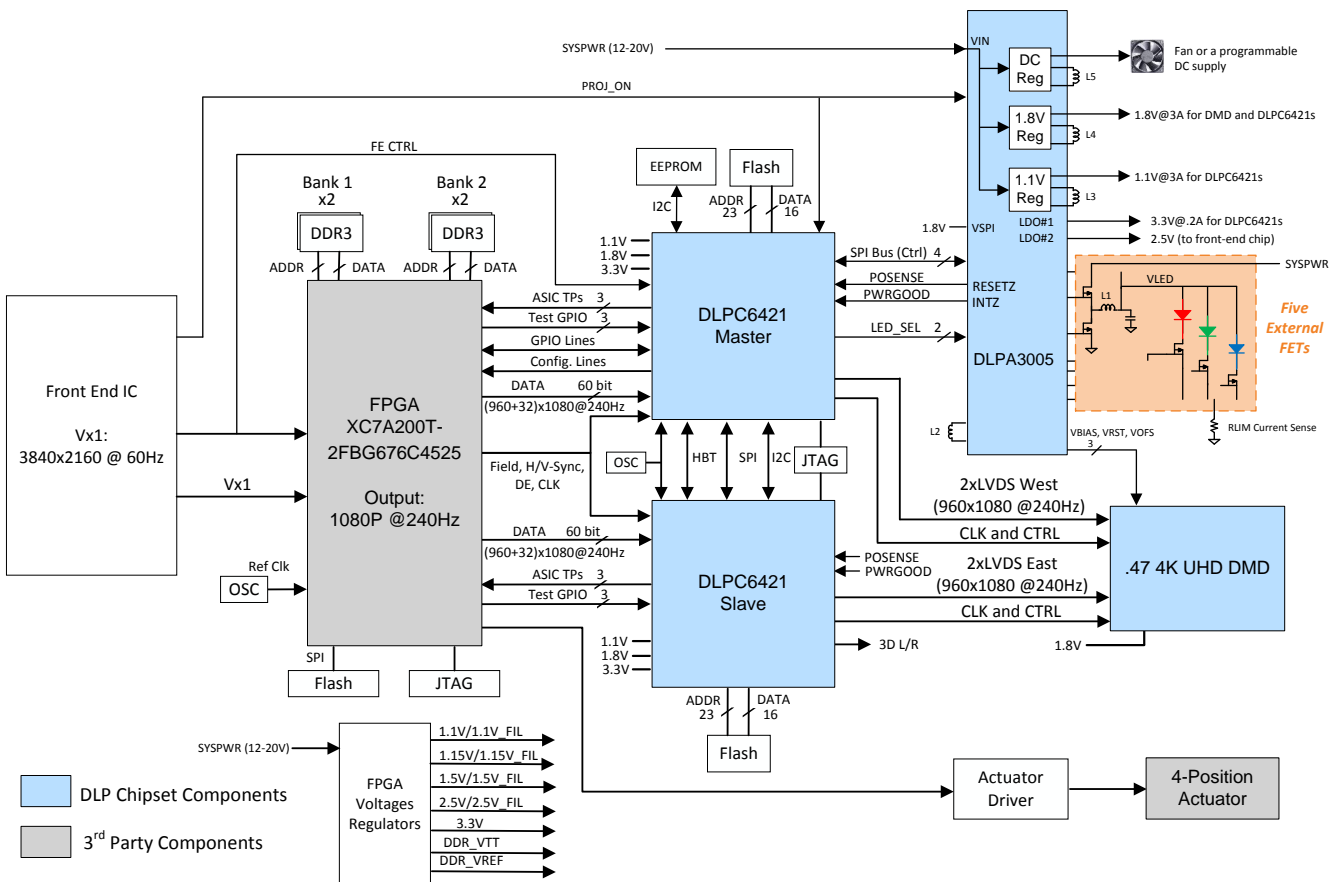 SYSPWR (12-20V)
VIN
DC
Reg
L5
Fan or a programmable
DC supply
PROJ_ON
1.8V
Reg
L4
1.8V@3A for DMD and DLPC6421s
FE CTRL
EEPROM
Flash
1.1V
Reg
L3
1.1V@3A for DLPC6421s
Bank 1
x2
Bank 2
x2
I2C
ADDR
23
DATA
16
DDR3
DDR3
LDO#1
LDO#2
3.3V@.2A for DLPC6421s
2.5V (to front-end chip)
1.8V
VSPI
ADDR
DATA
ADDR
DATA
1.1V
1.8V
3.3V
SPI Bus (Ctrl) 4
POSENSE
RESETZ
PWRGOOD
INTZ
SYSPWR
VLED
L1
Five
External
FETs
ASIC TPs 3
Test GPIO 3
GPIO Lines
Config. Lines
DLPC6421
Master
LED_SEL 2
DLPA3005
Front End IC
Vx1:
3840x2160 @ 60Hz
FPGA
XC7A200T-
2FBG676C4525
Output:
1080P @240Hz
DATA 60 bit
(960+32)x1080@240Hz
L2
RLIM Current Sense
VBIAS, VRST, VOFS
3
Field, H/V-Sync,
DE, CLK
OSC
HBT
SPI
I2C
JTAG
Vx1
2xLVDS West
(960x1080 @240Hz)
CLK and CTRL
DATA 60 bit
(960+32)x1080@240Hz
POSENSE
PWRGOOD
2xLVDS East
(960x1080 @240Hz)
CLK and CTRL
.47 4K UHD DMD
Ref Clk
OSC
ASIC TPs 3
Test GPIO 3
DLPC6421
Slave
1.1V
1.8V
3.3V
3D L/R
1.8V
SPI
Flash
JTAG
ADDR
23
DATA
16
Flash
SYSPWR (12-20V)
FPGA
Voltages
Regulators
1.1V/1.1V_FIL
1.15V/1.15V_FIL
1.5V/1.5V_FIL
2.5V/2.5V_FIL
3.3V
DDR_VTT
DDR_VREF
Actuator
Driver
4-Position
Actuator
DLP Chipset Components
3rd Party Components